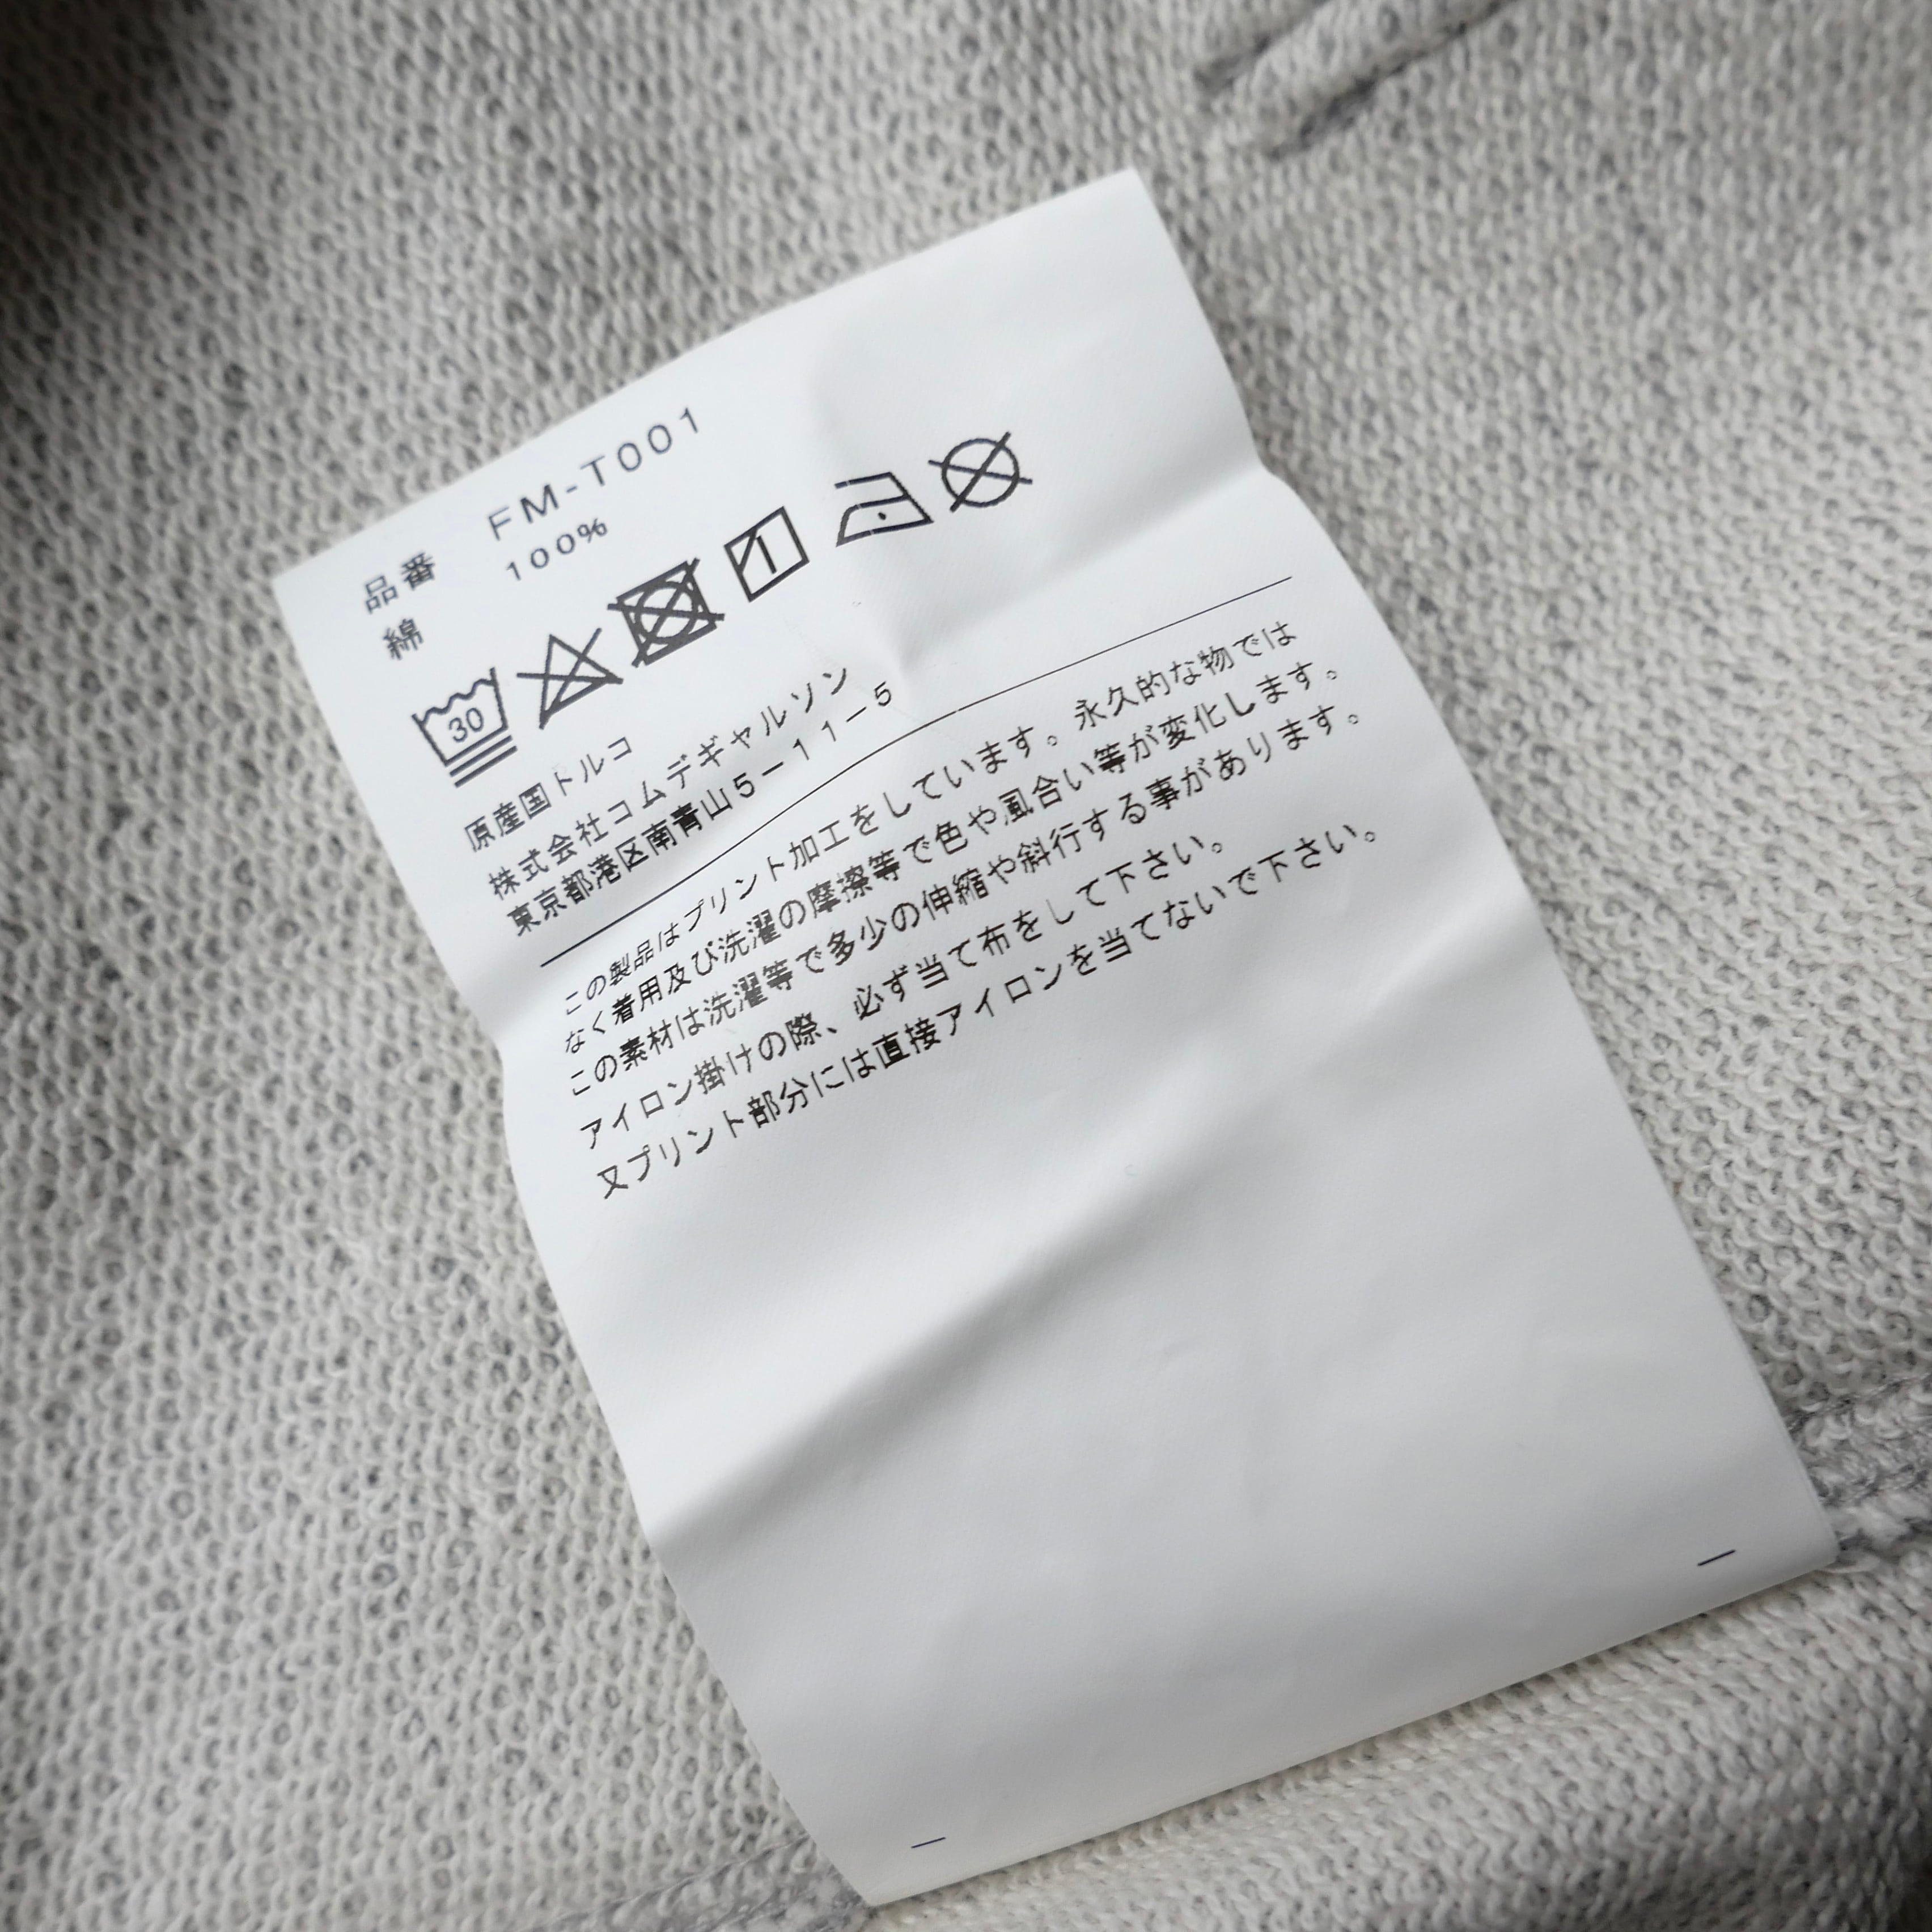 品番 FM-T001
綿 100%
30
原産国トルコ
株式会社コムデギャルソン
東京都港区南青山5-11-5
この製品はプリント加工をしています。永久的な物では
なく着用及び洗濯の摩擦等で色や風合い等が変化します。
この素材は洗濯等で多少の伸縮や斜行する事があります。
アイロン掛けの際、必ず当て布をして下さい。
又プリント部分には直接アイロンを当てないで下さい。